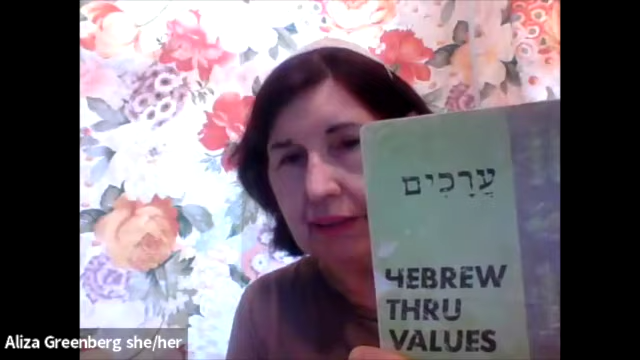 עֲרָכִים
HEBREW
THRU
VALUES
Aliza Greenberg she/her